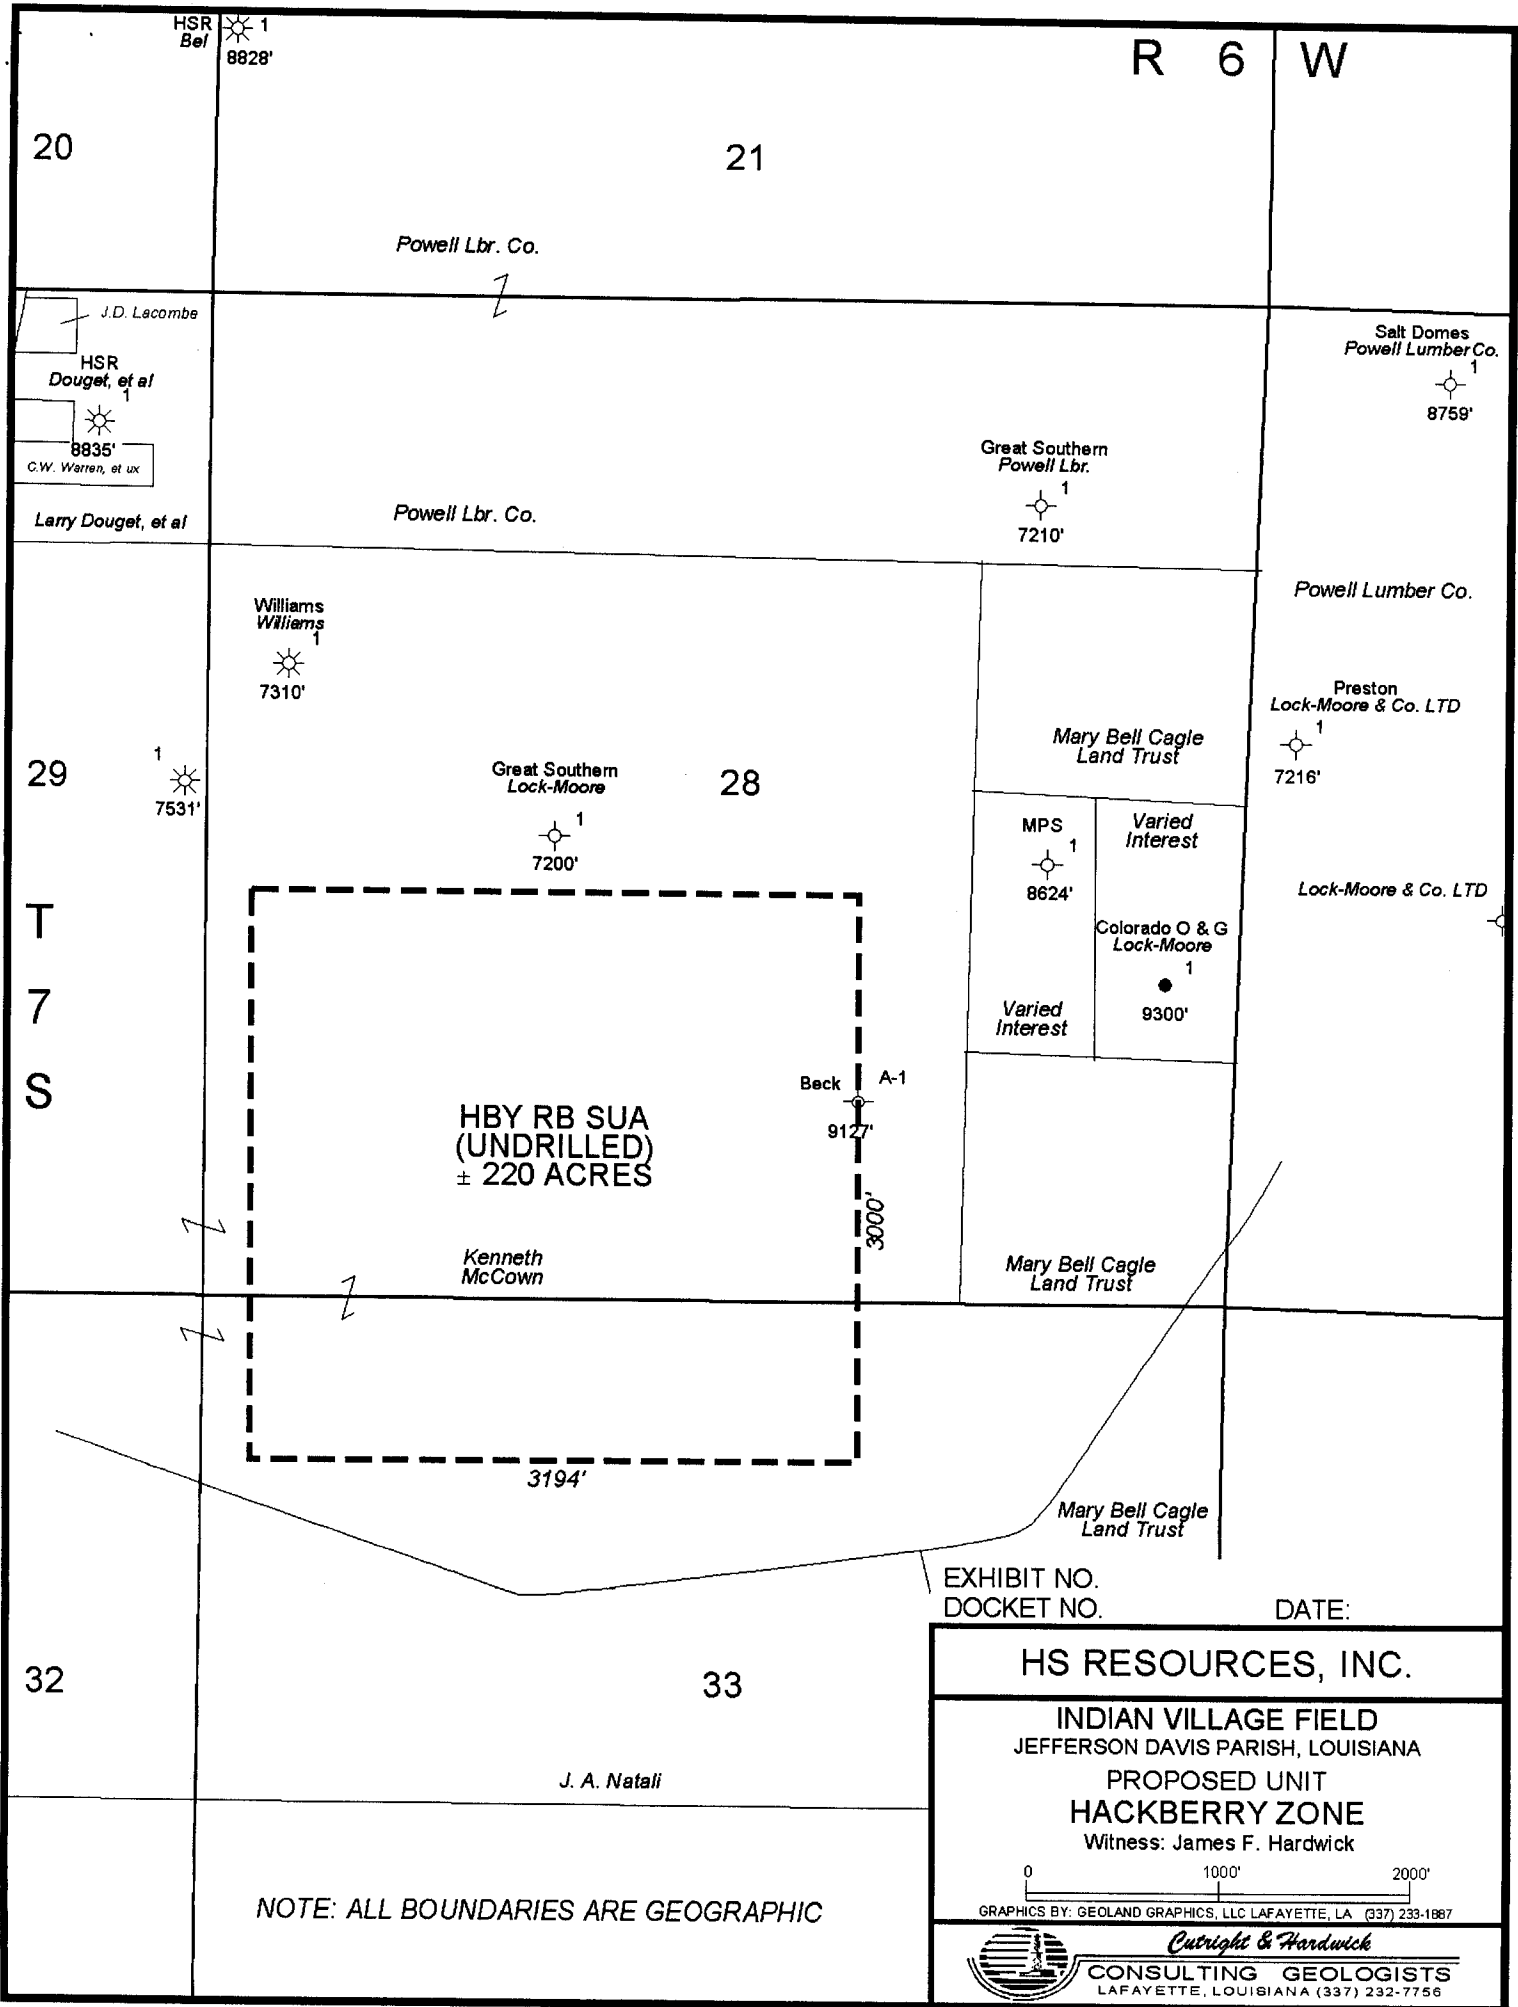 HSR
Bel
1
8828'
R 6 W
20
21
Powell Lbr. Co.
J.D. Lacombe
HSR
Douget, et al
1
8835'
C.W. Warren, et ux
Larry Douget, et al
Powell Lbr. Co.
Salt Domes
Powell Lumber Co.
1
8759'
Great Southern
Powell Lbr.
1
7210'
Powell Lumber Co.
Williams
Williams
1
7310'
Preston
Lock-Moore & Co. LTD
1
7216'
Mary Bell Cagle
Land Trust
29
1
7531'
Great Southern
Lock-Moore
1
7200'
28
MPS
1
8624'
Varied
Interest
Lock-Moore & Co. LTD
T
7
S
Colorado O & G
Lock-Moore
1
9300'
Varied
Interest
Beck
A-1
9127'
HBY RB SUA
(UNDRILLED)
± 220 ACRES
3000'
Kenneth
McCown
Mary Bell Cagle
Land Trust
3194'
Mary Bell Cagle
Land Trust
EXHIBIT NO.
DOCKET NO.
DATE:
32
33
J. A. Natali
NOTE: ALL BOUNDARIES ARE GEOGRAPHIC
HS RESOURCES, INC.
INDIAN VILLAGE FIELD
JEFFERSON DAVIS PARISH, LOUISIANA
PROPOSED UNIT
HACKBERRY ZONE
Witness: James F. Hardwick
0 1000' 2000'
GRAPHICS BY: GEOLAND GRAPHICS, LLC LAFAYETTE, LA (337) 233-1887
Cutright & Hardwick
CONSULTING GEOLOGISTS
LAFAYETTE, LOUISIANA (337) 232-7756